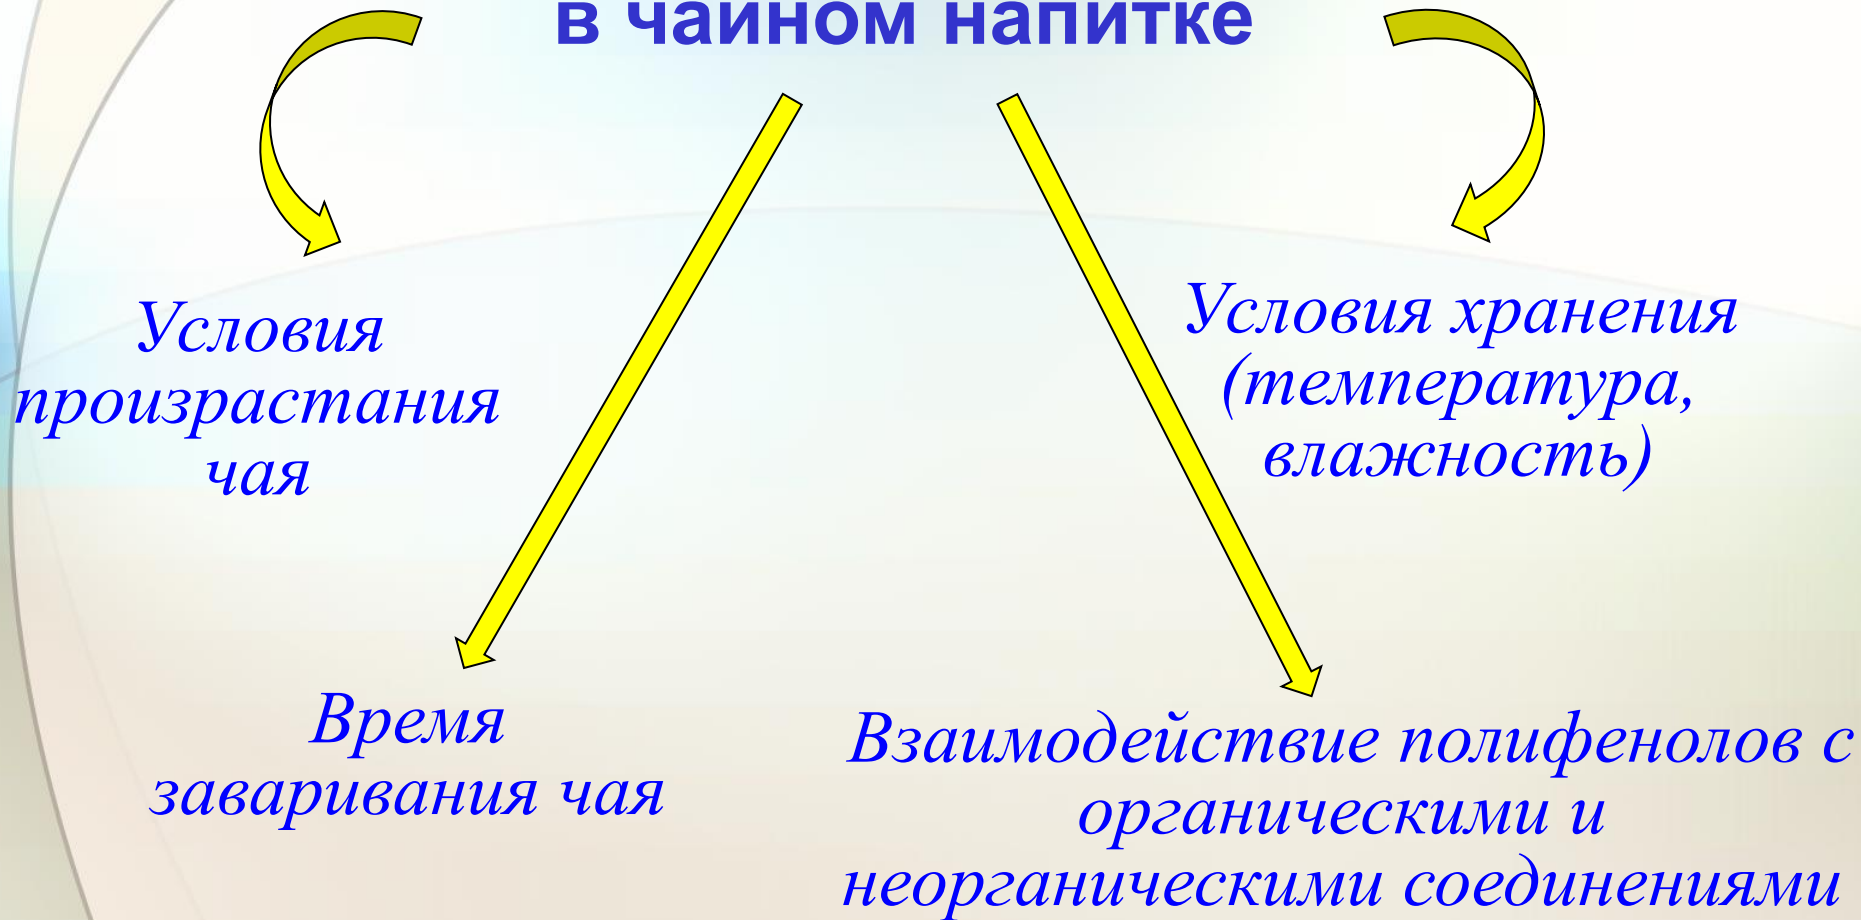 в чайном напитке
Условия
произрастания
чая
Условия хранения
(температура,
влажность)
Время
заваривания чая
Взаимодействие полифенолов с
органическими и
неорганическими соединениями